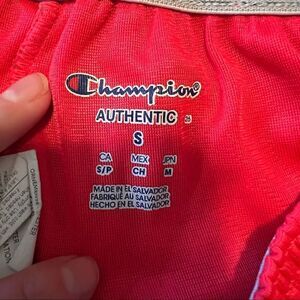 Champion
AUTHENTIC
S
CA MEX JPN
S/P CH M
MADE IN EL SALVADOR
FABRIQUÉ AU SALVADOR
HECHO EN EL SALVADOR